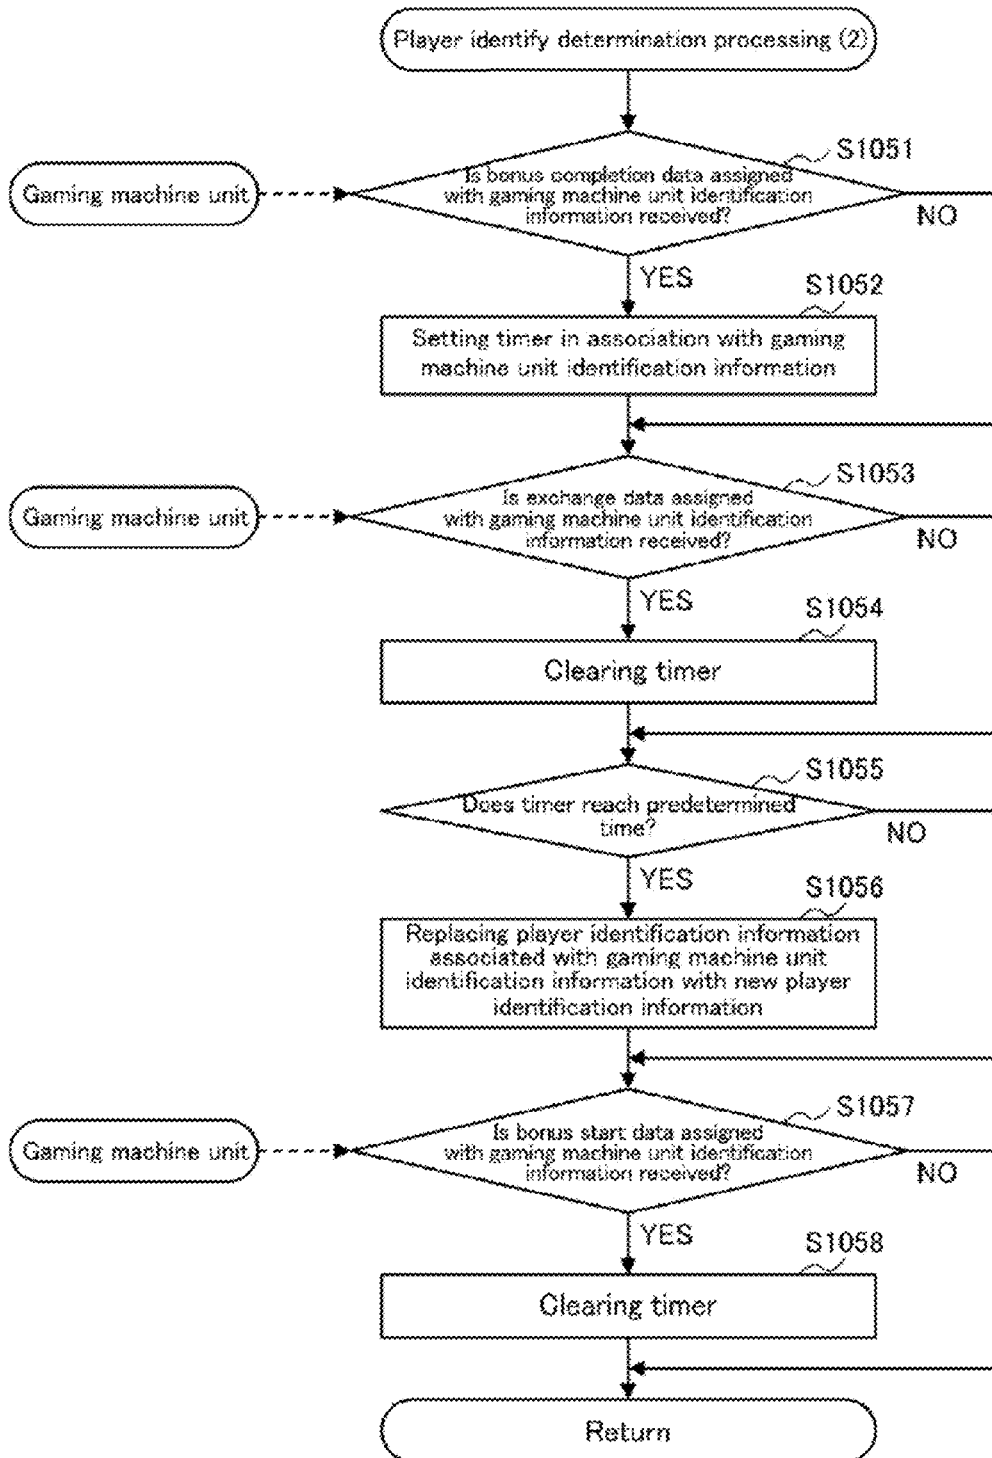 Player identify determination processing (2)
S1051
Gaming machine unit
Is bonus completion data assigned
with gaming machine unit identification
information received?
NO
YES
S1052
Setting timer in association with gaming
machine unit identification information
S1053
Gaming machine unit
Is exchange data assigned
with gaming machine unit identification
information received?
NO
YES
S1054
Clearing timer
S1055
Does timer reach predetermined
time?
NO
YES
S1056
Replacing player identification information
associated with gaming machine unit
identification information with new player
identification information
S1057
Gaming machine unit
Is bonus start data assigned
with gaming machine unit identification
information received?
NO
YES
S1058
Clearing timer
Return